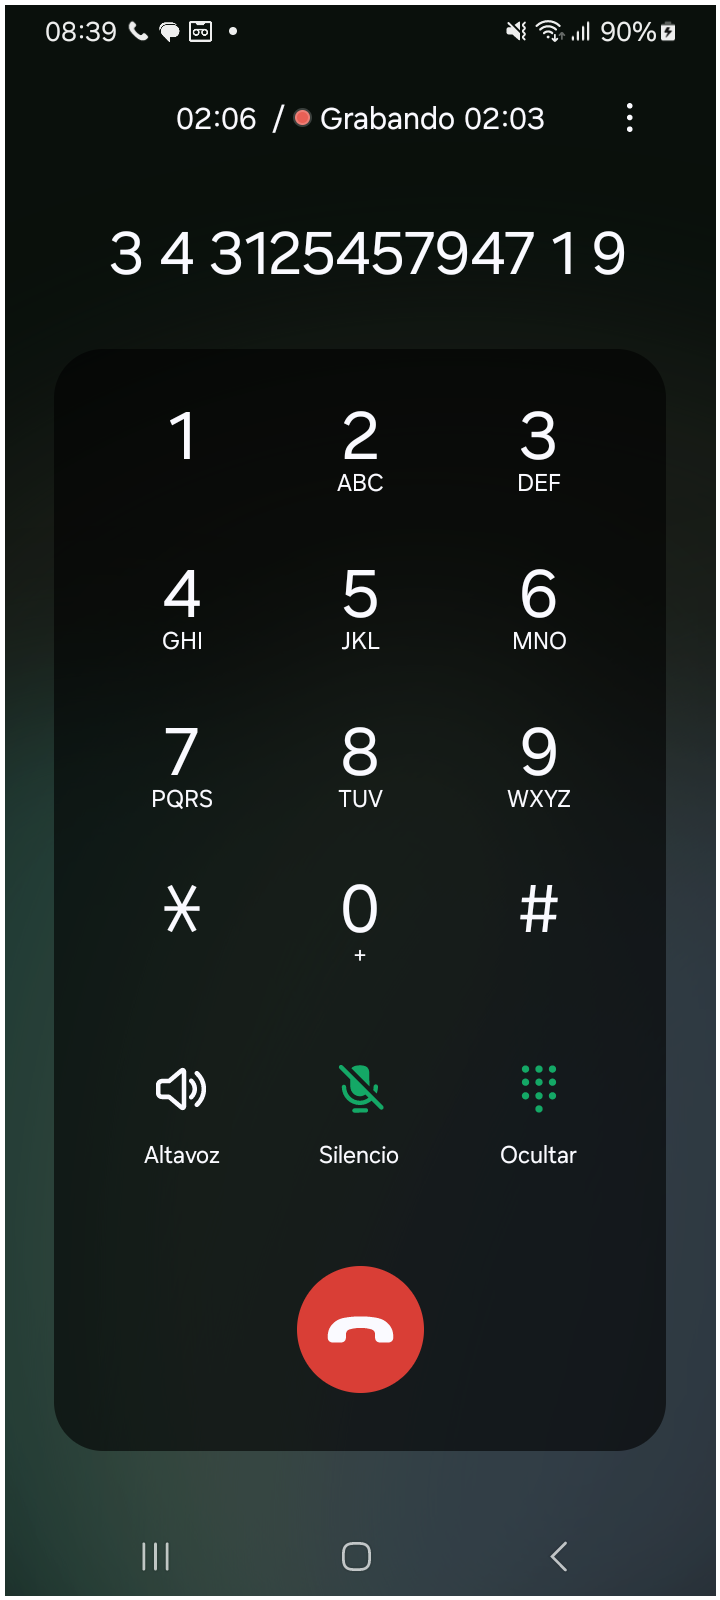 08:39 90%
02:06 / Grabando 02:03
3 4 3125457947 1 9
1 2 3
ABC DEF
4 5 6
GHI JKL MNO
7 8 9
PQRS TUV WXYZ
* 0 #
+
Altavoz Silencio Ocultar